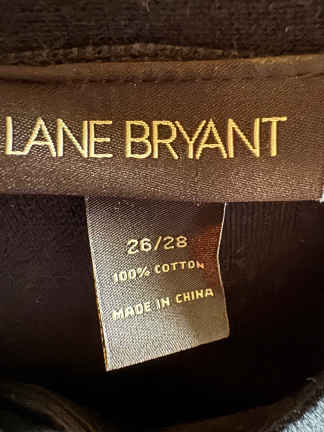 LANE BRYANT
26/28
100% COTTON
MADE IN CHINA